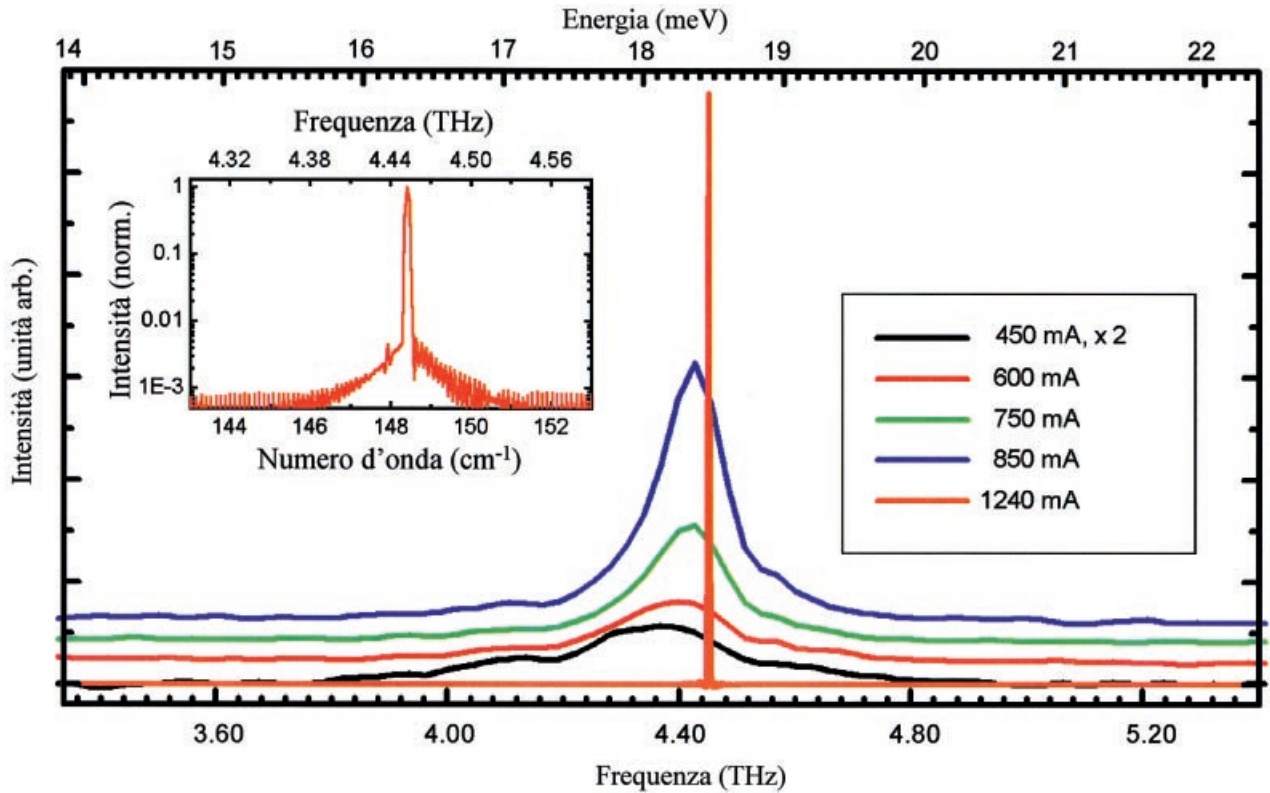 Energia (meV)
14 15 16 17 18 19 20 21 22
Frequenza (THz)
4.32 4.38 4.44 4.50 4.56
Intensità (norm.)
1
0.1
0.01
1E-3
144 146 148 150 152
Numero d'onda (cm⁻¹)
Intensità (unità arb.)
450 mA, x 2
600 mA
750 mA
850 mA
1240 mA
3.60 4.00 4.40 4.80 5.20
Frequenza (THz)